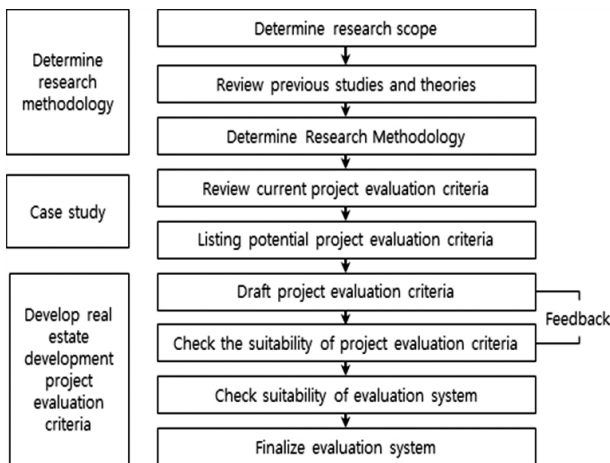 Determine
research
methodology
Determine research scope
Review previous studies and theories
Determine Research Methodology
Case study
Review current project evaluation criteria
Listing potential project evaluation criteria
Develop real
estate
development
project
evaluation
criteria
Draft project evaluation criteria
Check the suitability of project evaluation criteria
Check suitability of evaluation system
Finalize evaluation system
Feedback